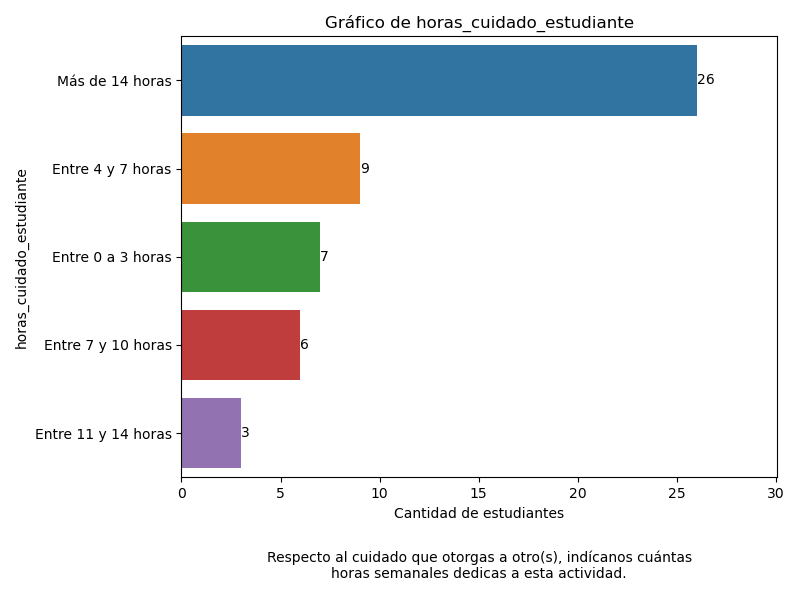 Gráfico de horas_cuidado_estudiante
horas_cuidado_estudiante
Más de 14 horas
26
Entre 4 y 7 horas
9
Entre 0 a 3 horas
7
Entre 7 y 10 horas
6
Entre 11 y 14 horas
3
0 5 10 15 20 25 30
Cantidad de estudiantes
Respecto al cuidado que otorgas a otro(s), indícanos cuántas
horas semanales dedicas a esta actividad.